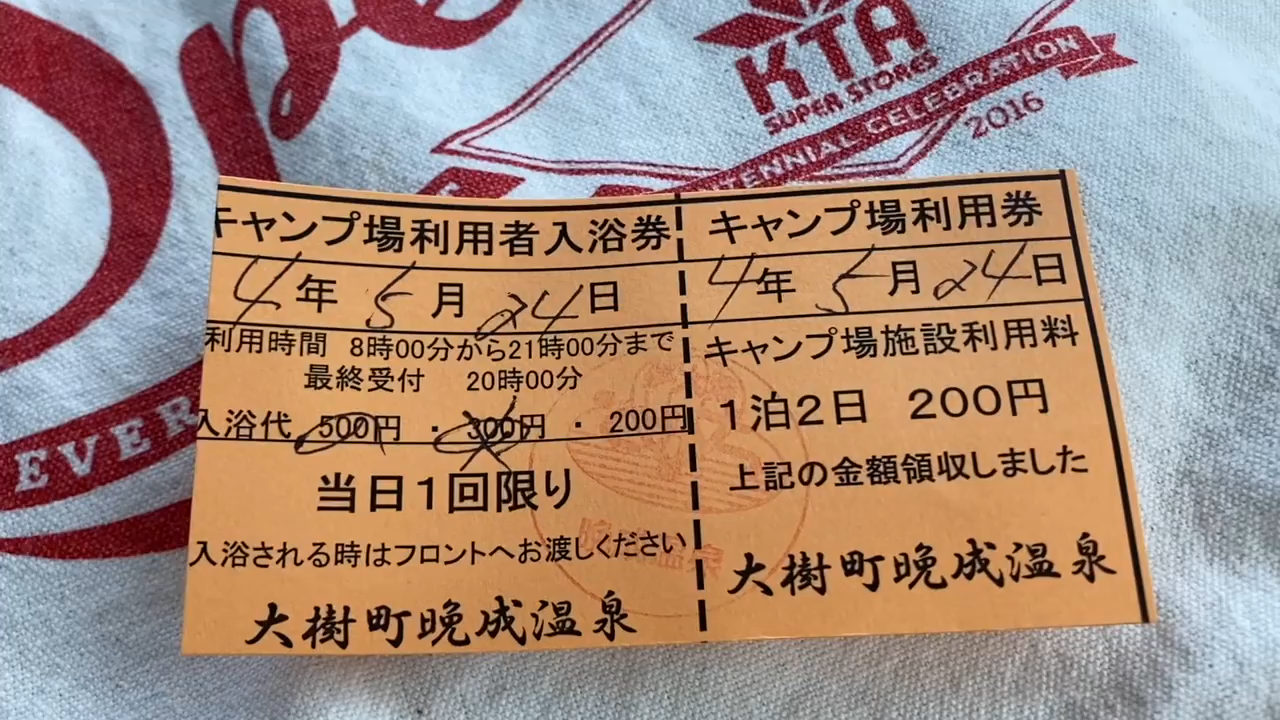 Ope
KTA
SUPER STORES
TENNIAL CELEBRATION
2016
EVER
キャンプ場利用者入浴券
4年 5月 24日
利用時間 8時00分から21時00分まで
最終受付 20時00分
入浴代 500円 ・ 300円 ・ 200円
当日1回限り
入浴される時はフロントへお渡しください
大樹町晩成温泉
キャンプ場利用券
4年 5月 24日
キャンプ場施設利用料
1泊2日 200円
上記の金額領収しました
大樹町晩成温泉